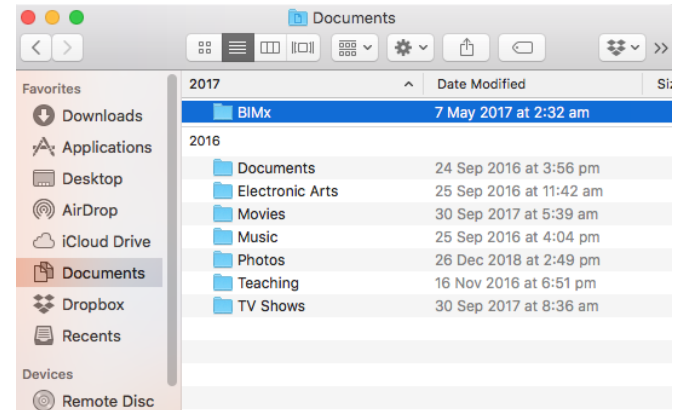 Documents
Favorites
Downloads
Applications
Desktop
AirDrop
iCloud Drive
Documents
Dropbox
Recents
Devices
Remote Disc
2017 Date Modified Siz
BIMx 7 May 2017 at 2:32 am
2016
Documents 24 Sep 2016 at 3:56 pm
Electronic Arts 25 Sep 2016 at 11:42 am
Movies 30 Sep 2017 at 5:39 am
Music 25 Sep 2016 at 4:04 pm
Photos 26 Dec 2018 at 2:49 pm
Teaching 16 Nov 2016 at 6:51 pm
TV Shows 30 Sep 2017 at 8:36 am